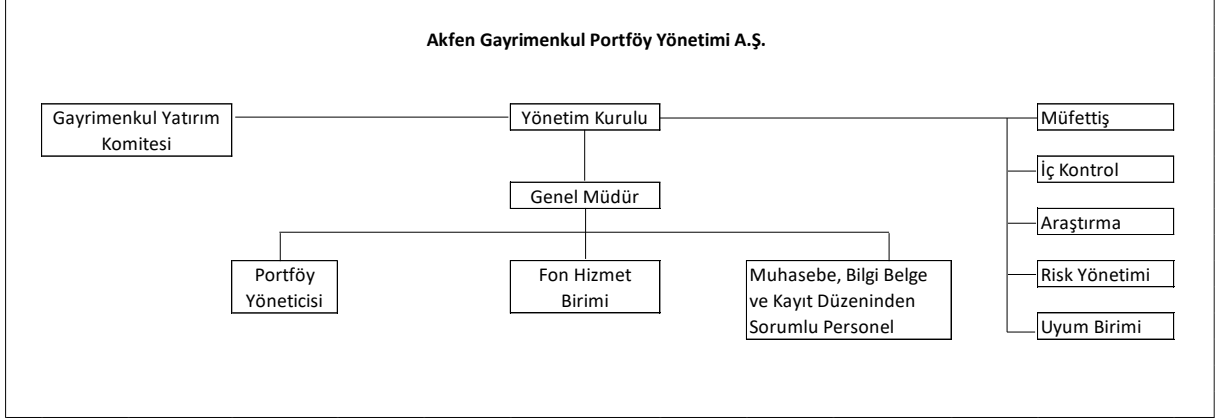 Akfen Gayrimenkul Portföy Yönetimi A.Ş.
Gayrimenkul Yatırım
Komitesi
Yönetim Kurulu
Müfettiş
İç Kontrol
Genel Müdür
Araştırma
Portföy
Yöneticisi
Fon Hizmet
Birimi
Muhasebe, Bilgi Belge
ve Kayıt Düzeninden
Sorumlu Personel
Risk Yönetimi
Uyum Birimi